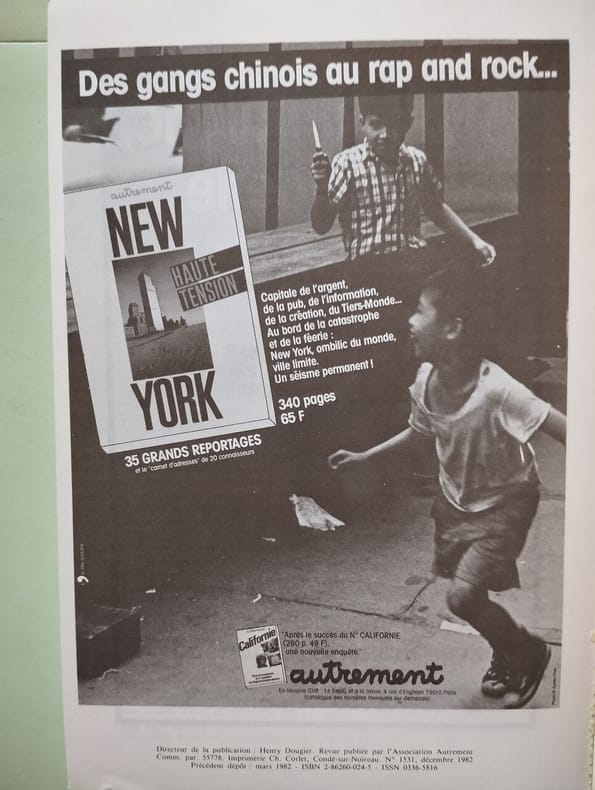 Des gangs chinois au rap and rock...
autrement
NEW
HAUTE
TENSION
YORK
Capitale de l'argent,
de la pub, de l'information,
de la création, du Tiers-Monde...
Au bord de la catastrophe
et de la féerie :
New York, ombilic du monde,
ville limite.
Un séisme permanent !
340 pages
65 F
35 GRANDS REPORTAGES
et le "carnet d'adresses" de 20 connaisseurs
Californie
"Après le succès du N° CALIFORNIE
(280 p. 49 F),
une nouvelle enquête."
autrement
En librairie (Diff : Le Seuil) et à la revue, 4 rue d'Enghien 75010 Paris
(catalogue des numéros mensuels sur demande)
Directeur de la publication : Henry Dougier. Revue publiée par l'Association Autrement
Comm. par. 55778. Imprimerie Ch. Corlet, Condé-sur-Noireau, N° 1531, décembre 1982
Précédent dépôt : mars 1982 - ISBN 2-86260-024-5 - ISSN 0336-5816